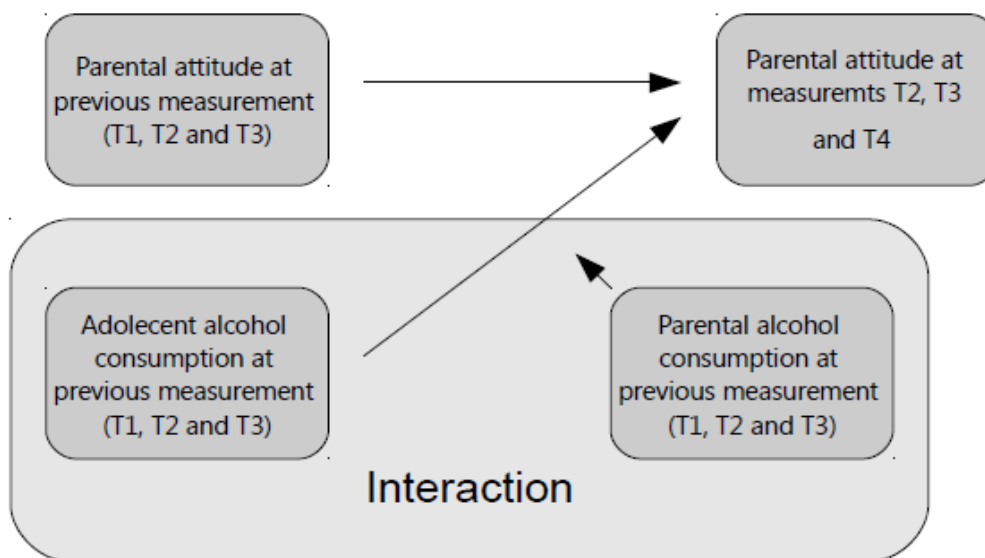 Parental attitude at
previous measurement
(T1, T2 and T3)
Parental attitude at
measuremts T2, T3
and T4
Adolecent alcohol
consumption at
previous measurement
(T1, T2 and T3)
Parental alcohol
consumption at
previous measurement
(T1, T2 and T3)
Interaction